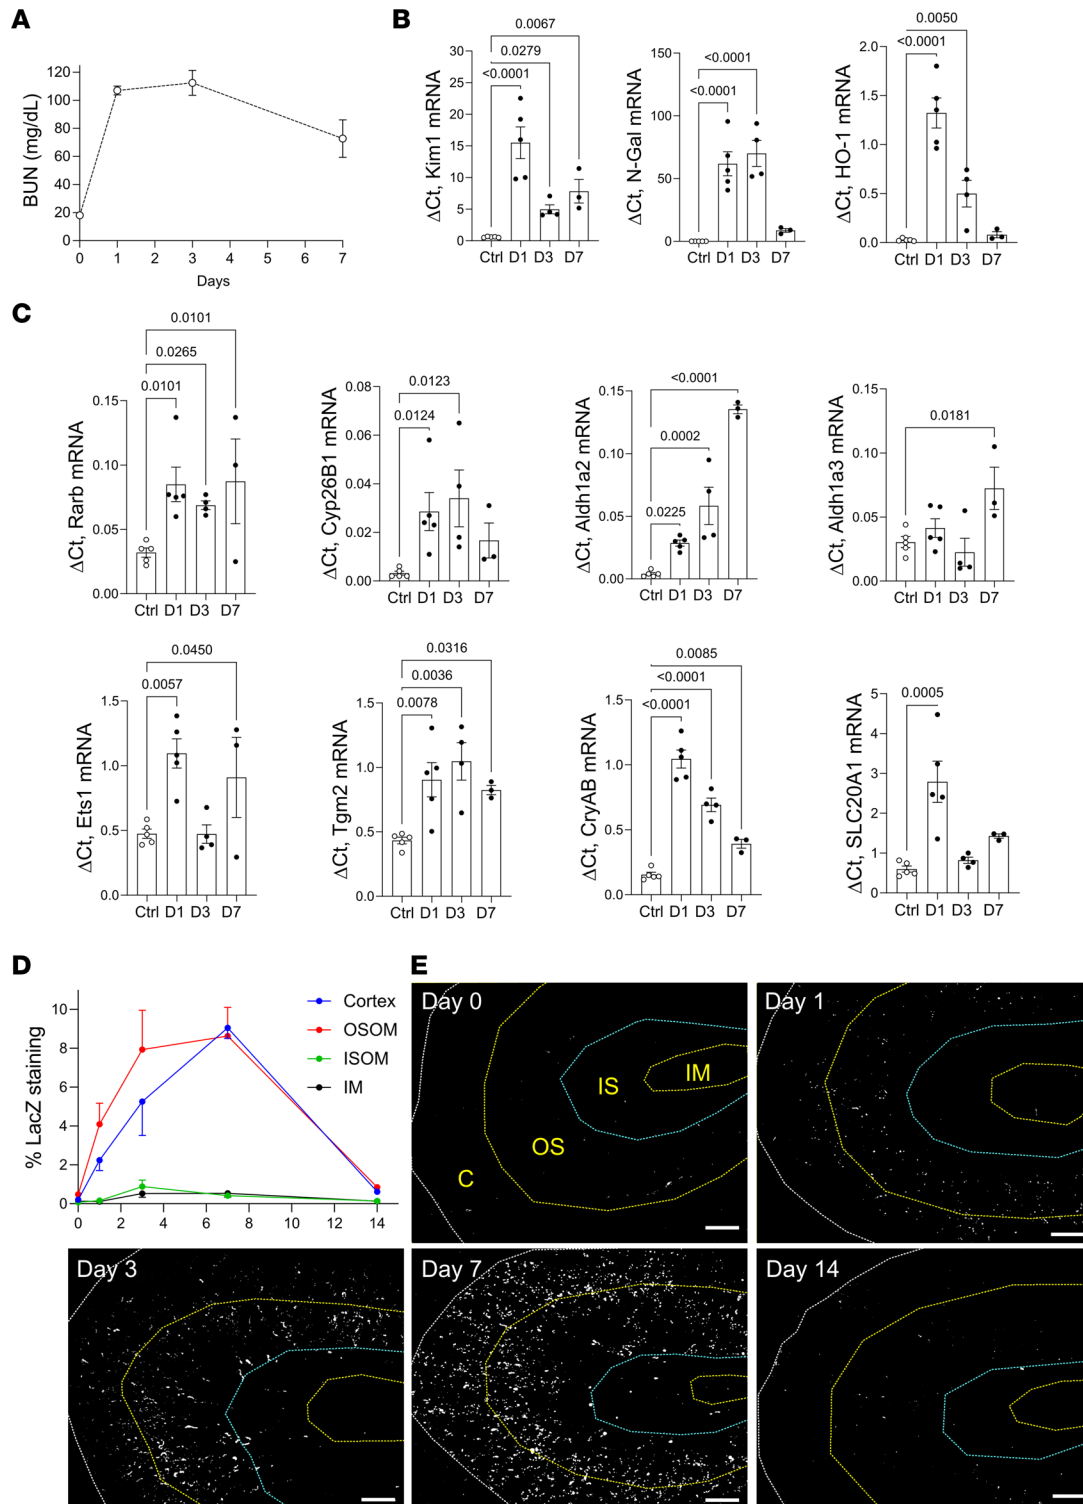 A
BUN (mg/dL)
120
100
80
60
40
20
0
0 1 2 3 4 5 6 7
Days
B
0.0067
0.0279
<0.0001
ΔCt, Kim1 mRNA
30
25
20
15
10
5
0
Ctrl D1 D3 D7
<0.0001
<0.0001
ΔCt, N-Gal mRNA
150
100
50
0
Ctrl D1 D3 D7
0.0050
<0.0001
ΔCt, HO-1 mRNA
2.0
1.5
1.0
0.5
0.0
Ctrl D1 D3 D7
C
0.0101
0.0265
0.0101
ΔCt, Rarb mRNA
0.15
0.10
0.05
0.00
Ctrl D1 D3 D7
0.0123
0.0124
ΔCt, Cyp26B1 mRNA
0.08
0.06
0.04
0.02
0.00
Ctrl D1 D3 D7
<0.0001
0.0002
0.0225
ΔCt, Aldh1a2 mRNA
0.15
0.10
0.05
0.00
Ctrl D1 D3 D7
0.0181
ΔCt, Aldh1a3 mRNA
0.15
0.10
0.05
0.00
Ctrl D1 D3 D7
0.0450
0.0057
ΔCt, Ets1 mRNA
1.5
1.0
0.5
0.0
Ctrl D1 D3 D7
0.0316
0.0036
0.0078
ΔCt, Tgm2 mRNA
1.5
1.0
0.5
0.0
Ctrl D1 D3 D7
0.0085
<0.0001
<0.0001
ΔCt, CryAB mRNA
1.5
1.0
0.5
0.0
Ctrl D1 D3 D7
0.0005
ΔCt, SLC20A1 mRNA
5
4
3
2
1
0
Ctrl D1 D3 D7
D
% LacZ staining
10
8
6
4
2
0
0 2 4 6 8 10 12 14
Cortex
OSOM
ISOM
IM
E
Day 0
IS
IM
OS
C
Day 1
Day 3
Day 7
Day 14